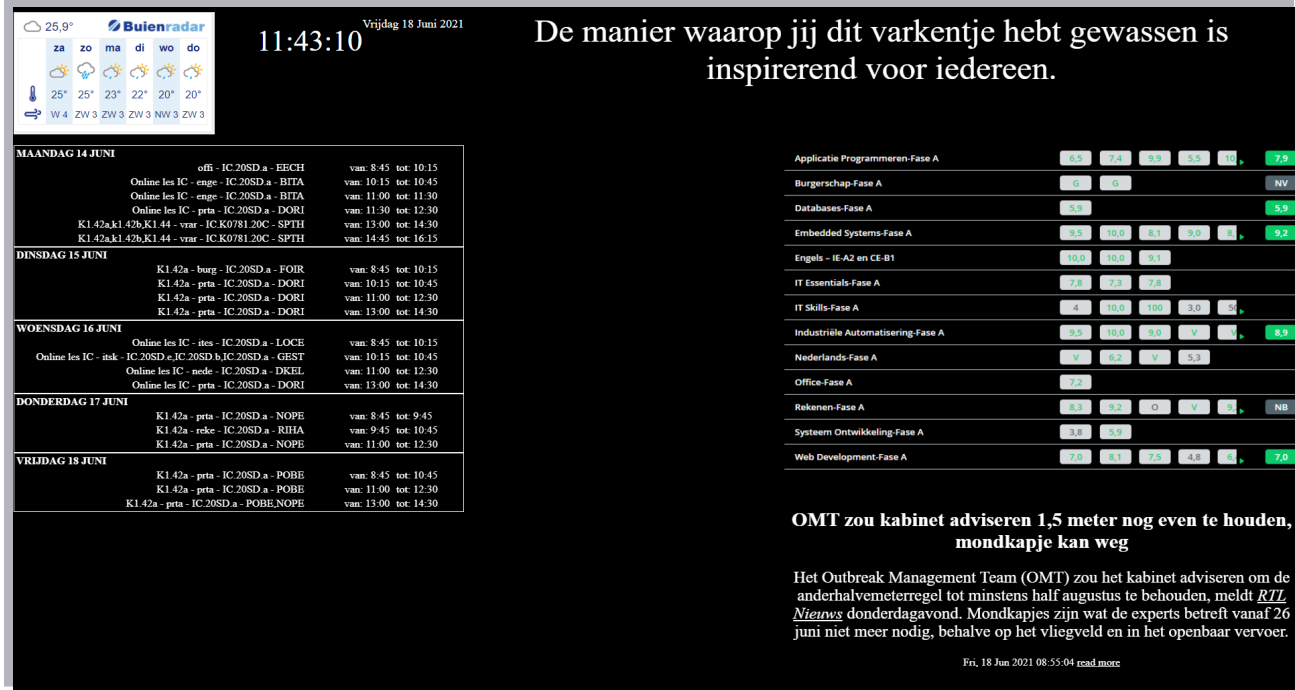 25,9° Buienradar
za zo ma di wo do
25° 25° 23° 22° 20° 20°
W 4 ZW 3 ZW 3 ZW 3 NW 3 ZW 3
11:43:10 Vrijdag 18 Juni 2021
De manier waarop jij dit varkentje hebt gewassen is
inspirerend voor iedereen.
MAANDAG 14 JUNI
offi - IC.20SD.a - EECH van: 8:45 tot: 10:15
Online les IC - enge - IC.20SD.a - BITA van: 10:15 tot: 10:45
Online les IC - enge - IC.20SD.a - BITA van: 11:00 tot: 11:30
Online les IC - prta - IC.20SD.a - DORI van: 11:30 tot: 12:30
K1.42a,k1.42b,K1.44 - vrar - IC.K0781.20C - SPTH van: 13:00 tot: 14:30
K1.42a,k1.42b,K1.44 - vrar - IC.K0781.20C - SPTH van: 14:45 tot: 16:15
DINSDAG 15 JUNI
K1.42a - burg - IC.20SD.a - FOIR van: 8:45 tot: 10:15
K1.42a - prta - IC.20SD.a - DORI van: 10:15 tot: 10:45
K1.42a - prta - IC.20SD.a - DORI van: 11:00 tot: 12:30
K1.42a - prta - IC.20SD.a - DORI van: 13:00 tot: 14:30
WOENSDAG 16 JUNI
Online les IC - ites - IC.20SD.a - LOCE van: 8:45 tot: 10:15
Online les IC - itsk - IC.20SD.e,IC.20SD.b,IC.20SD.a - GEST van: 10:15 tot: 10:45
Online les IC - nede - IC.20SD.a - DKEL van: 11:00 tot: 12:30
Online les IC - prta - IC.20SD.a - DORI van: 13:00 tot: 14:30
DONDERDAG 17 JUNI
K1.42a - prta - IC.20SD.a - NOPE van: 8:45 tot: 9:45
K1.42a - reke - IC.20SD.a - RIHA van: 9:45 tot: 10:45
K1.42a - prta - IC.20SD.a - NOPE van: 11:00 tot: 12:30
VRIJDAG 18 JUNI
K1.42a - prta - IC.20SD.a - POBE van: 8:45 tot: 10:45
K1.42a - prta - IC.20SD.a - POBE van: 11:00 tot: 12:30
K1.42a - prta - IC.20SD.a - POBE,NOPE van: 13:00 tot: 14:30
Applicatie Programmeren-Fase A 6,5 7,4 9,9 5,5 10, 7,9
Burgerschap-Fase A G G NV
Databases-Fase A 5,9 5,9
Embedded Systems-Fase A 9,5 10,0 8,1 9,0 8, 9,2
Engels – IE-A2 en CE-B1 10,0 10,0 9,1
IT Essentials-Fase A 7,8 7,3 7,8
IT Skills-Fase A 4 10,0 100 3,0 50
Industriële Automatisering-Fase A 9,5 10,0 9,0 V V 8,9
Nederlands-Fase A V 6,2 V 5,3
Office-Fase A 7,2
Rekenen-Fase A 8,3 9,2 O V 9, NB
Systeem Ontwikkeling-Fase A 3,8 5,9
Web Development-Fase A 7,0 8,1 7,5 4,8 6, 7,0
OMT zou kabinet adviseren 1,5 meter nog even te houden,
mondkapje kan weg
Het Outbreak Management Team (OMT) zou het kabinet adviseren om de
anderhalvemeterregel tot minstens half augustus te behouden, meldt RTL
Nieuws donderdagavond. Mondkapjes zijn wat de experts betreft vanaf 26
juni niet meer nodig, behalve op het vliegveld en in het openbaar vervoer.
Fri, 18 Jun 2021 08:55:04 read more